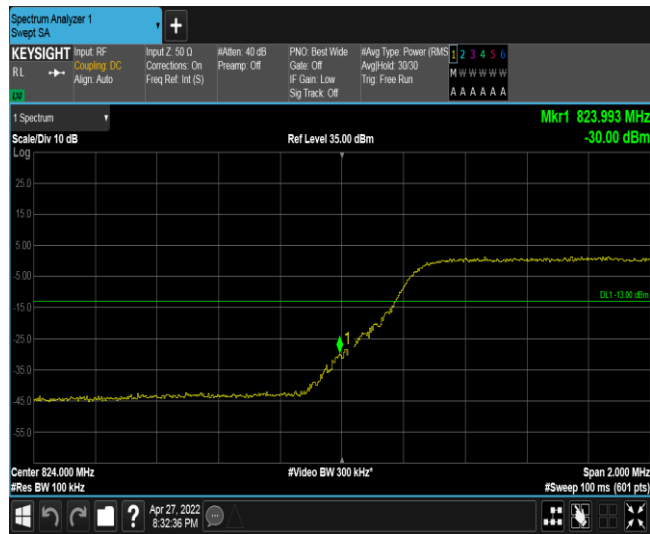 Spectrum Analyzer 1
Swept SA
+
KEYSIGHT
RL
Input: RF
Coupling: DC
Align: Auto
Input Z: 50 Ω
Corrections: On
Freq Ref: Int (S)
#Atten: 40 dB
Preamp: Off
PNO: Best Wide
Gate: Off
IF Gain: Low
Sig Track: Off
#Avg Type: Power (RMS
Avg|Hold: 30/30
Trig: Free Run
1 2 3 4 5 6
M W W W W W
A A A A A A
1 Spectrum
Scale/Div 10 dB
Ref Level 35.00 dBm
Mkr1 823.993 MHz
-30.00 dBm
Log
25.0
15.0
5.00
-5.00
-15.0
-25.0
-35.0
-45.0
-55.0
DL1 -13.00 dBm
1
Center 824.000 MHz
#Video BW 300 kHz*
Span 2.000 MHz
#Res BW 100 kHz
#Sweep 100 ms (601 pts)
?
Apr 27, 2022
8:32:36 PM